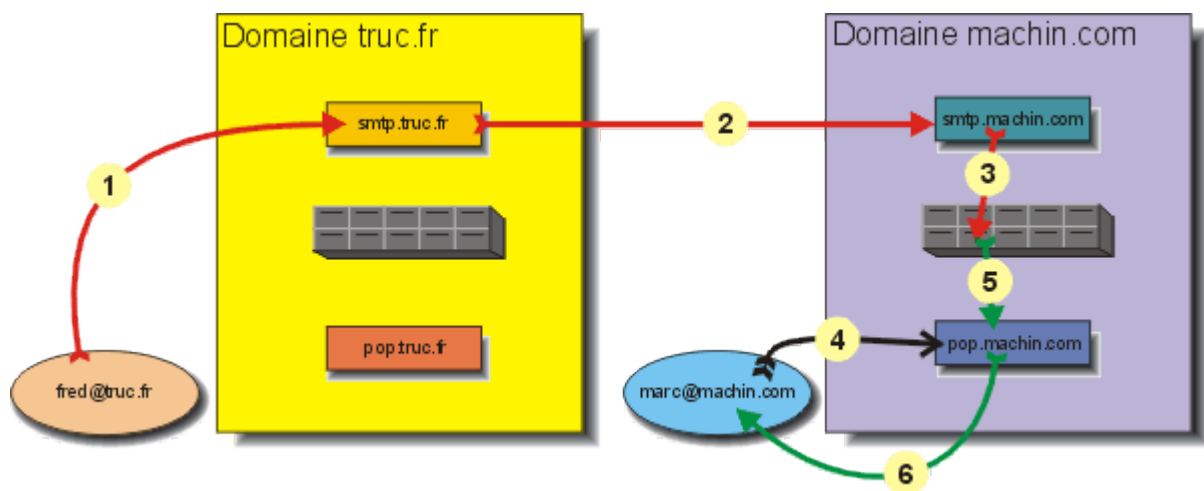 Domaine truc.fr
Domaine machin.com
smtp.truc.fr
2
smtp.machin.com
1
3
5
pop.truc.fr
4
pop.machin.com
fred@truc.fr
marc@machin.com
6